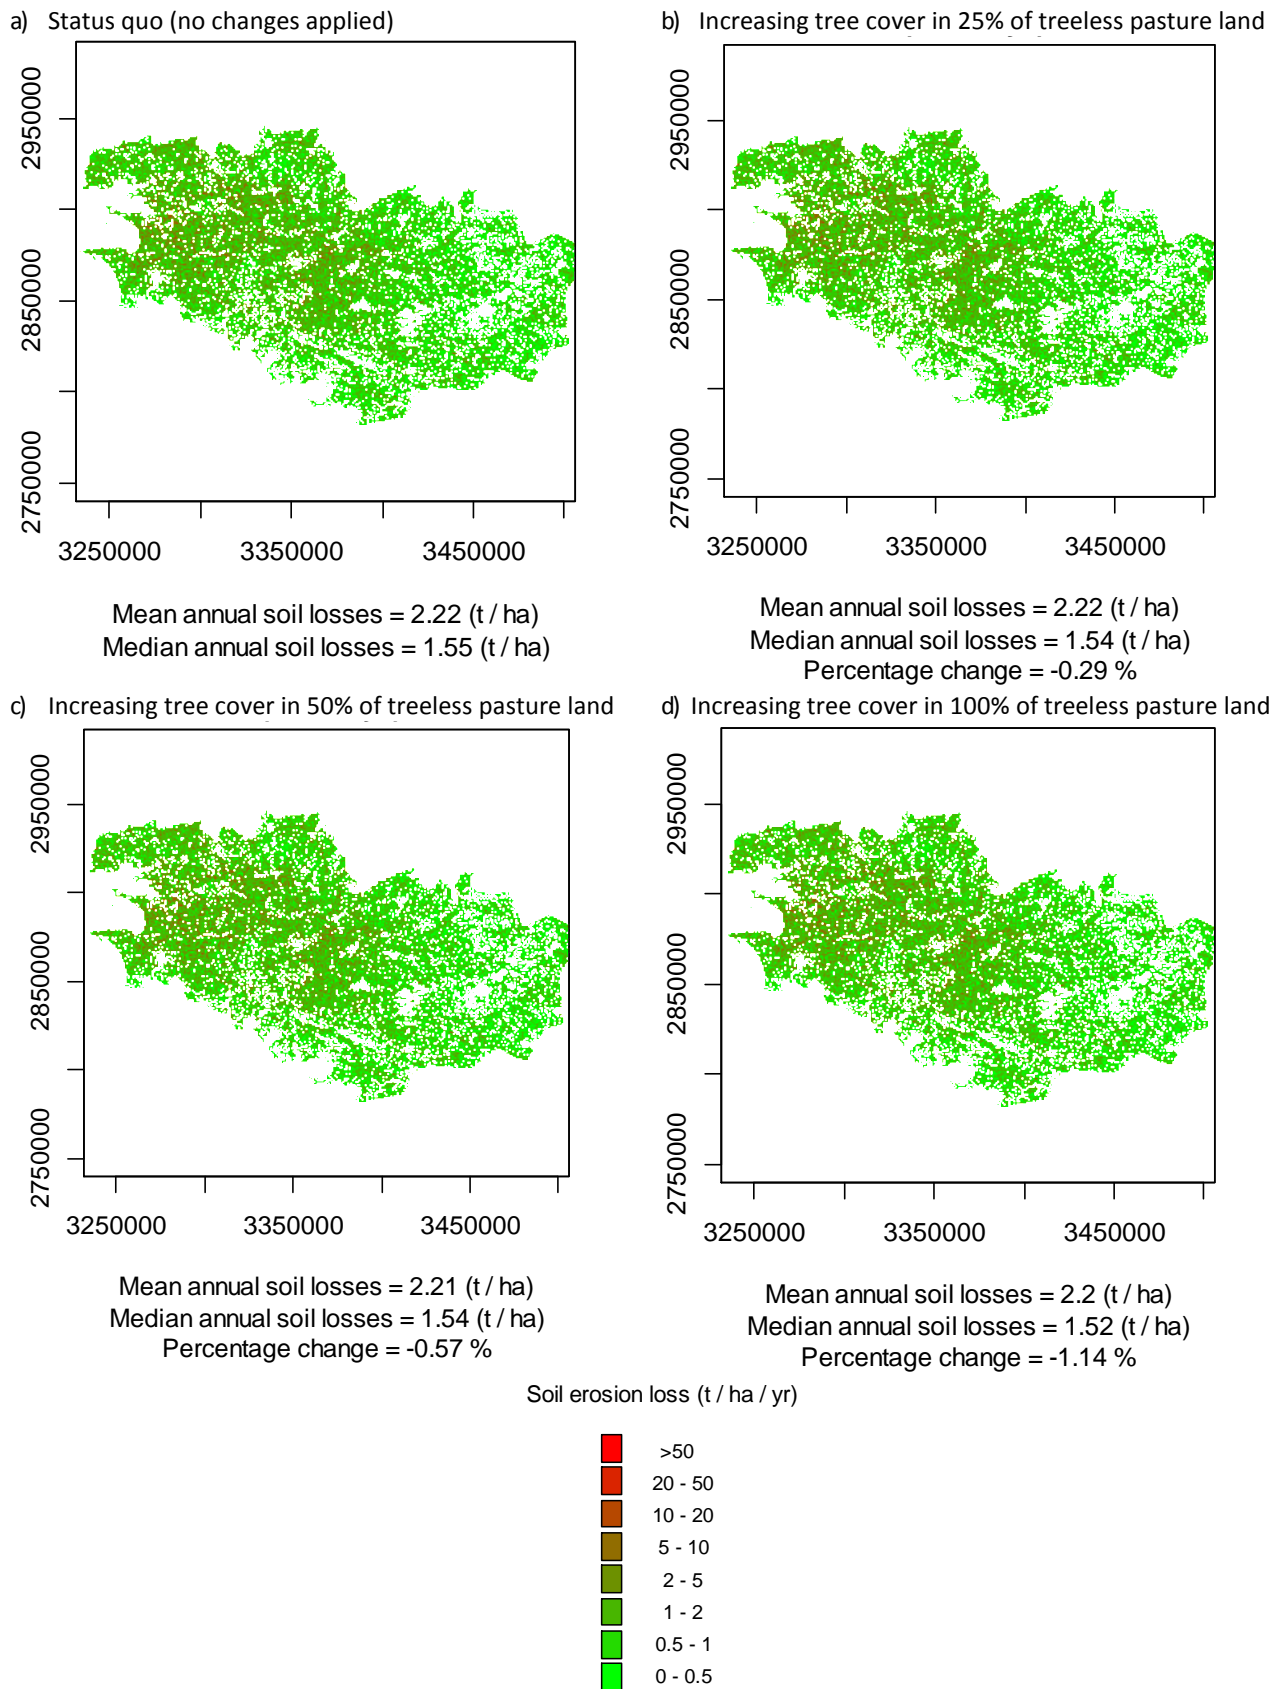 a) Status quo (no changes applied)
2950000
2850000
2750000
3250000 3350000 3450000
Mean annual soil losses = 2.22 (t / ha)
Median annual soil losses = 1.55 (t / ha)
b) Increasing tree cover in 25% of treeless pasture land
2950000
2850000
2750000
3250000 3350000 3450000
Mean annual soil losses = 2.22 (t / ha)
Median annual soil losses = 1.54 (t / ha)
Percentage change = -0.29 %
c) Increasing tree cover in 50% of treeless pasture land
2950000
2850000
2750000
3250000 3350000 3450000
Mean annual soil losses = 2.21 (t / ha)
Median annual soil losses = 1.54 (t / ha)
Percentage change = -0.57 %
d) Increasing tree cover in 100% of treeless pasture land
2950000
2850000
2750000
3250000 3350000 3450000
Mean annual soil losses = 2.2 (t / ha)
Median annual soil losses = 1.52 (t / ha)
Percentage change = -1.14 %
Soil erosion loss (t / ha / yr)
>50
20 - 50
10 - 20
5 - 10
2 - 5
1 - 2
0.5 - 1
0 - 0.5